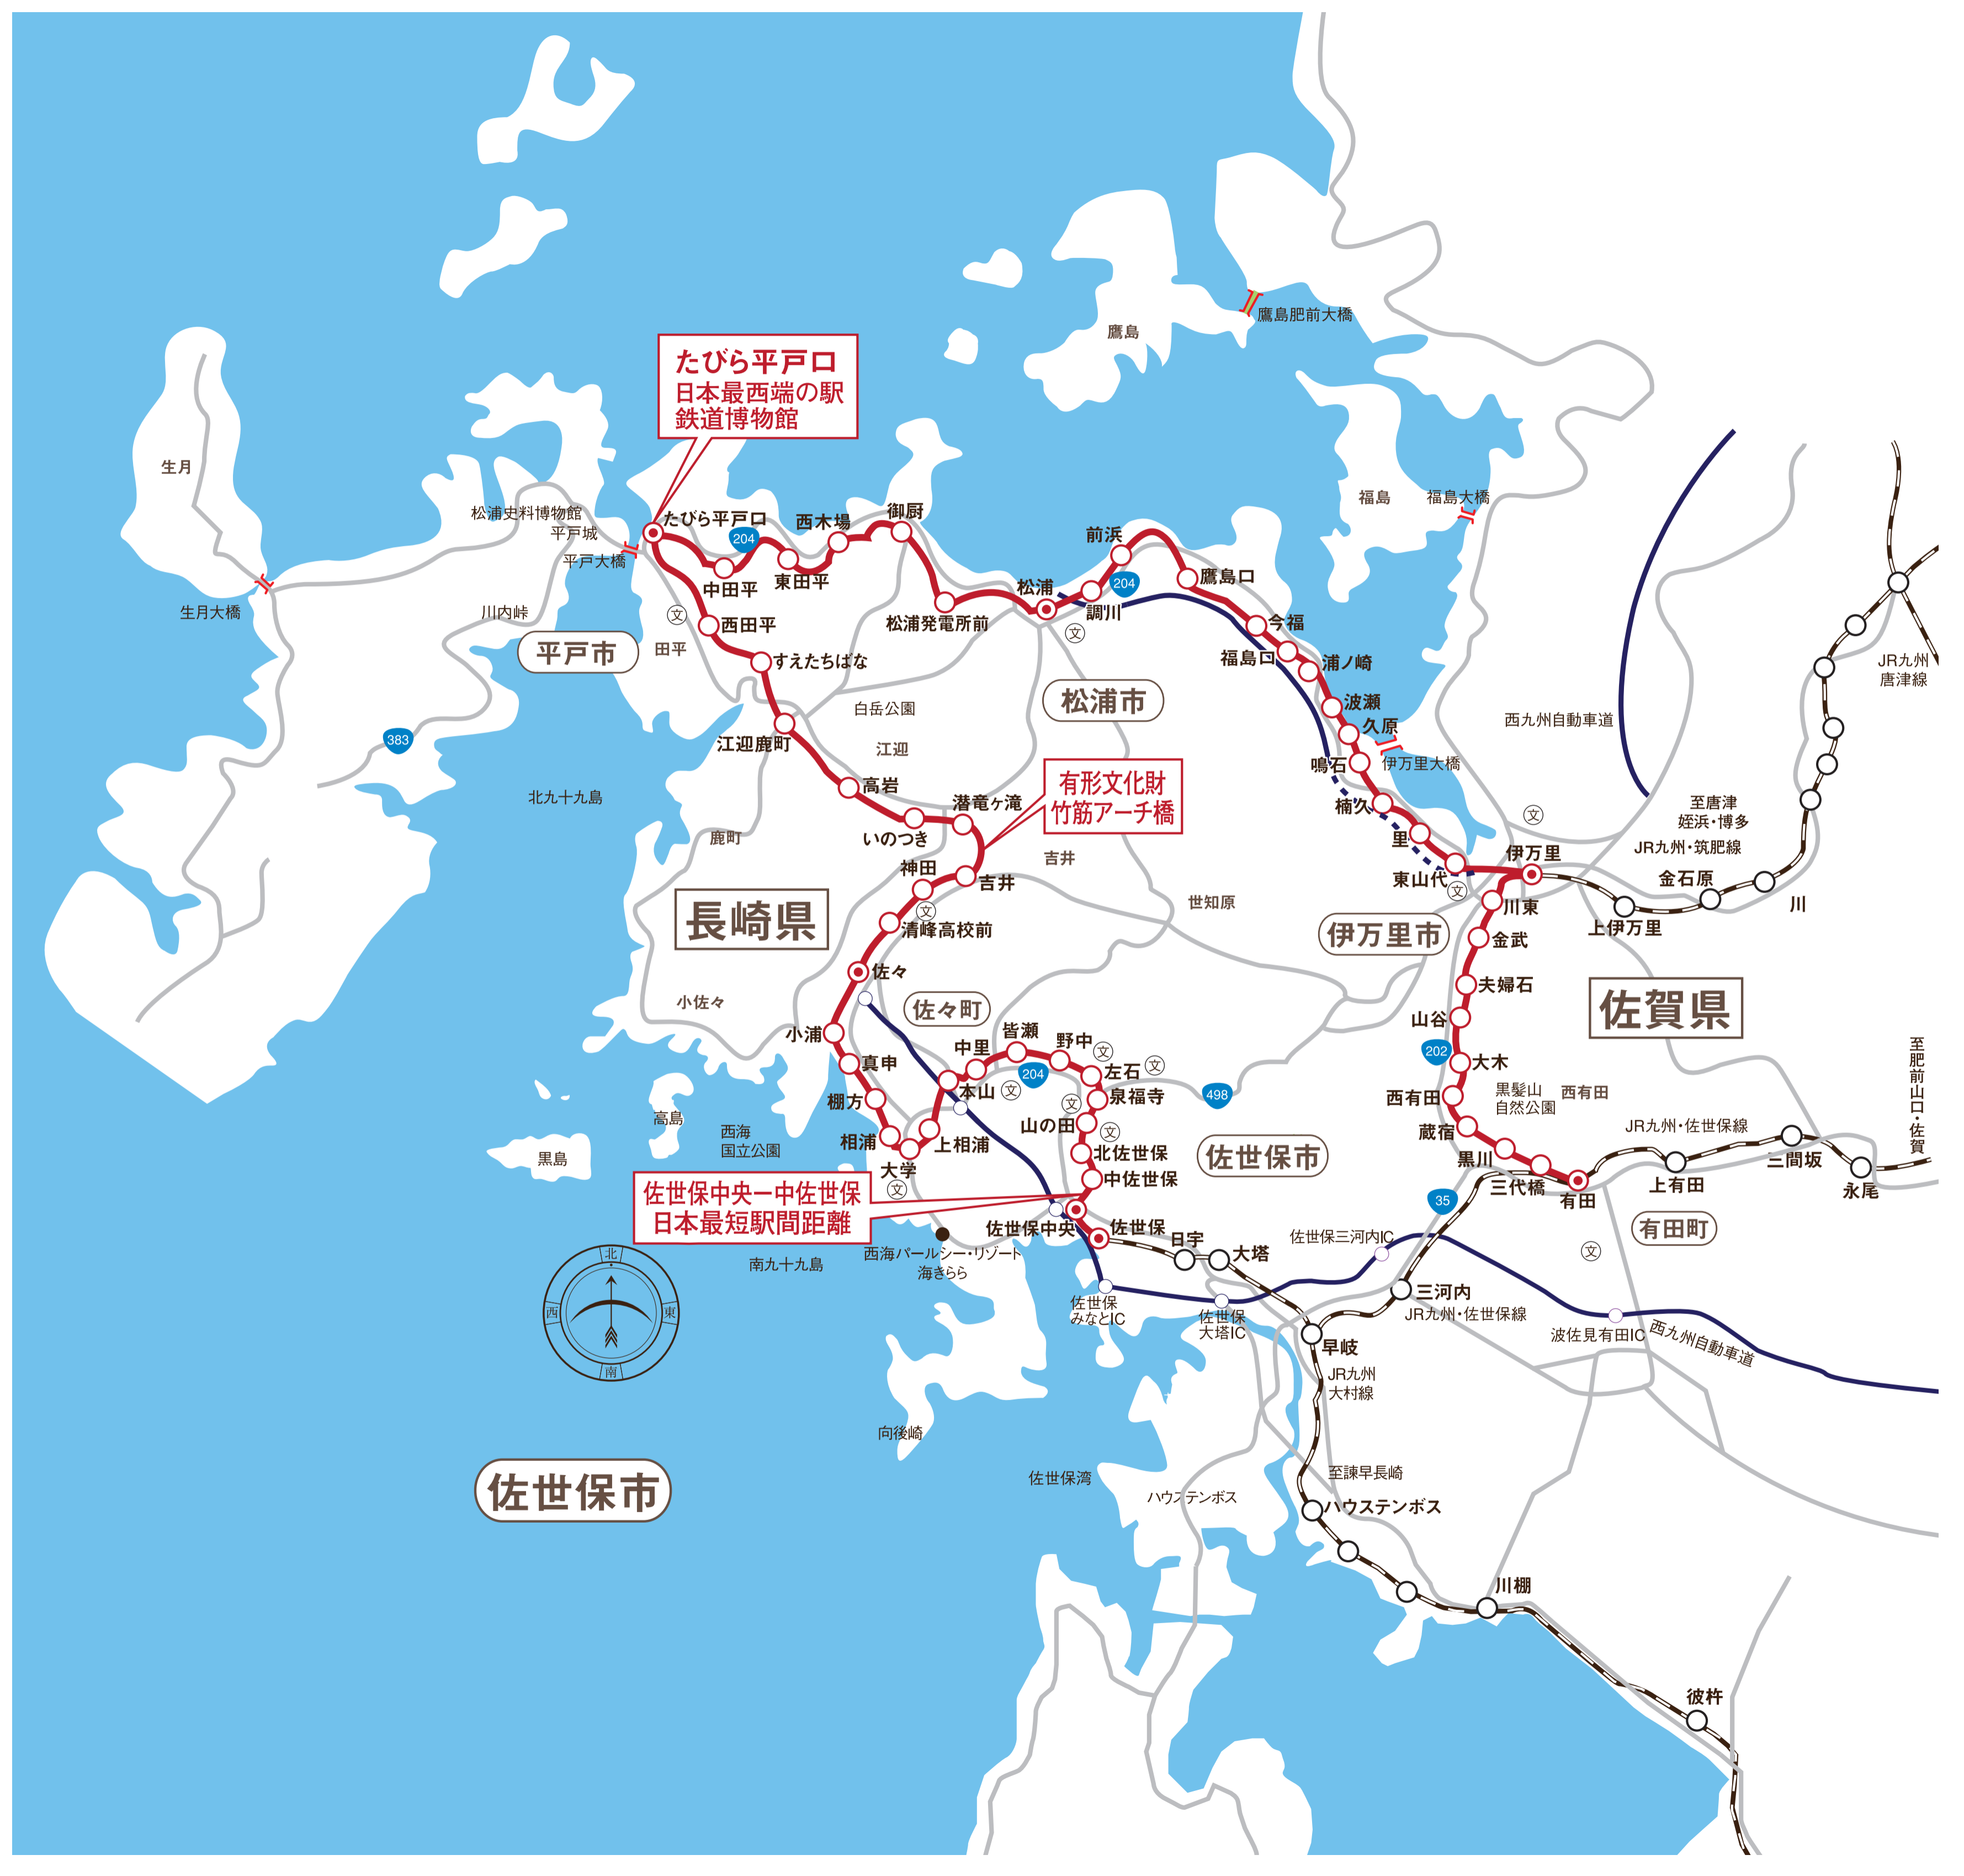 鷹島肥前大橋
鷹島
たびら平戸口
日本最西端の駅
鉄道博物館
生月
松浦史料博物館
平戸城
平戸大橋
たびら平戸口
204
西木場
御厨
中田平
東田平
前浜
204
鷹島口
福島
福島大橋
生月大橋
川内峠
平戸市
田平
西田平
すえたちばな
松浦発電所前
松浦
調川
今福
福島口
浦ノ崎
波瀬
久原
鳴石
伊万里大橋
楠久
里
東山代
伊万里
西九州自動車道
JR九州
唐津線
383
北九十九島
江迎鹿町
白岳公園
江迎
松浦市
高岩
いのつき
潜竜ヶ滝
有形文化財
竹筋アーチ橋
鹿町
神田
吉井
吉井
世知原
伊万里市
至唐津
姪浜・博多
JR九州・筑肥線
金石原
上伊万里
川
川東
金武
夫婦石
山谷
大木
202
西有田
蔵宿
黒川
三代橋
有田
黒髪山
自然公園
西有田
佐賀県
長崎県
清峰高校前
佐々
小佐々
佐々町
小浦
真申
棚方
相浦
大学
上相浦
本山
中里
皆瀬
野中
204
左石
泉福寺
山の田
北佐世保
中佐世保
498
佐世保市
高島
黒島
西海
国立公園
佐世保中央ー中佐世保
日本最短駅間距離
佐世保中央
佐世保
日宇
大塔
西海パールシー・リゾート
海きらら
南九十九島
佐世保
みなとIC
佐世保
大塔IC
佐世保三河内IC
35
三河内
JR九州・佐世保線
早岐
JR九州
大村線
JR九州・佐世保線
上有田
三間坂
永尾
至肥前山口・佐賀
有田町
波佐見有田IC
西九州自動車道
北
西
東
南
佐世保市
向後崎
佐世保湾
ハウステンボス
至諫早長崎
ハウステンボス
川棚
彼杵
文
文
文
文
文
文
文
文
文
文
文
文
文